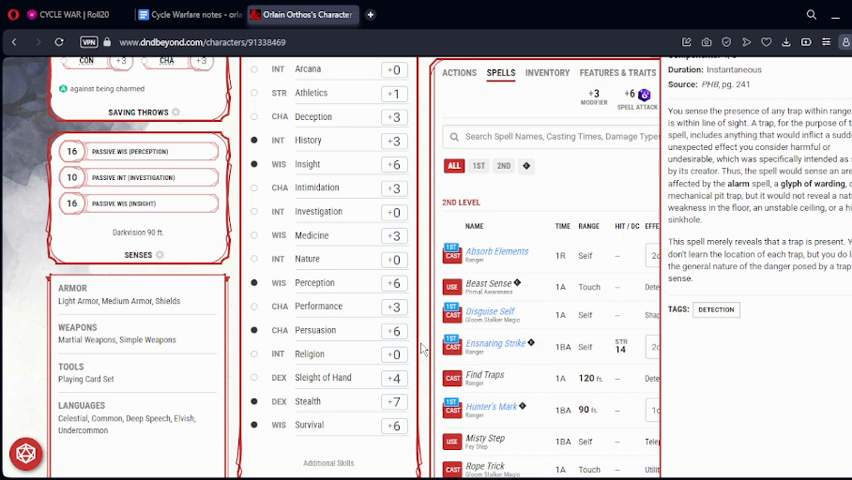 CYCLE WAR | Roll20
Cycle Warfare notes - orla
Orlain Orthos's Character
VPN
www.dndbeyond.com/characters/91338469
CON +3
CHA +3
against being charmed
SAVING THROWS
16 PASSIVE WIS (PERCEPTION)
10 PASSIVE INT (INVESTIGATION)
16 PASSIVE WIS (INSIGHT)
Darkvision 90 ft.
SENSES
ARMOR
Light Armor, Medium Armor, Shields
WEAPONS
Martial Weapons, Simple Weapons
TOOLS
Playing Card Set
LANGUAGES
Celestial, Common, Deep Speech, Elvish,
Undercommon
INT Arcana +0
STR Athletics +1
CHA Deception +3
INT History +3
WIS Insight +6
CHA Intimidation +3
INT Investigation +0
WIS Medicine +3
INT Nature +0
WIS Perception +6
CHA Performance +3
CHA Persuasion +6
INT Religion +0
DEX Sleight of Hand +4
DEX Stealth +7
WIS Survival +6
Additional Skills
ACTIONS SPELLS INVENTORY FEATURES & TRAITS
+3 +6
MODIFIER SPELL ATTACK
Search Spell Names, Casting Times, Damage Types
ALL 1ST 2ND
2ND LEVEL
NAME TIME RANGE HIT / DC EFFE
1ST CAST Absorb Elements 1R Self –
Ranger
USE Beast Sense 1A Touch – Dete
Primal Awareness
1ST CAST Disguise Self 1A Self – Shap
Gloom Stalker Magic
1ST CAST Ensnaring Strike 1BA Self STR 14
Ranger
CAST Find Traps 1A 120 ft. – Dete
Ranger
1ST CAST Hunter's Mark 1BA 90 ft. –
Ranger
USE Misty Step 1BA Self – Tele
Fey Step
CAST Rope Trick 1A Touch – Utilit
Gloom Stalker Magic
Duration: Instantaneous
Source: PHB, pg. 241
You sense the presence of any trap within range
is within line of sight. A trap, for the purpose of t
spell, includes anything that would inflict a sudde
unexpected effect you consider harmful or
undesirable, which was specifically intended as
by its creator. Thus, the spell would sense an are
affected by the alarm spell, a glyph of warding, o
mechanical pit trap, but it would not reveal a natu
weakness in the floor, an unstable ceiling, or a hi
sinkhole.
This spell merely reveals that a trap is present. Y
don't learn the location of each trap, but you do l
the general nature of the danger posed by a trap
sense.
TAGS: DETECTION